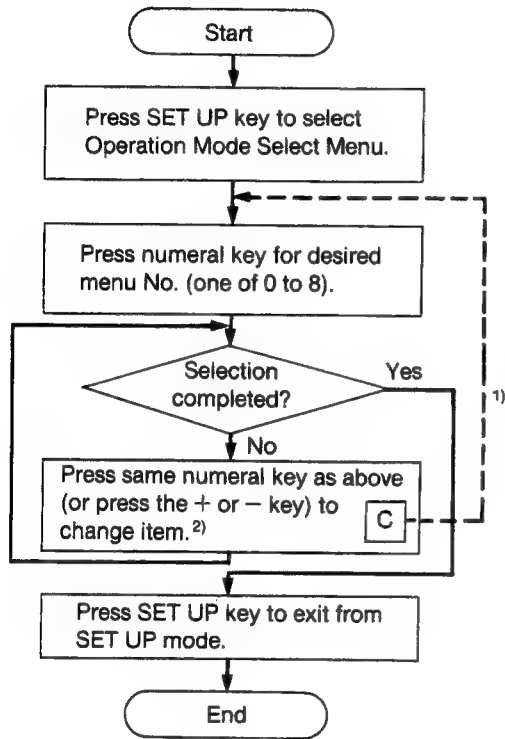 Start
Press SET UP key to select
Operation Mode Select Menu.
Press numeral key for desired
menu No. (one of 0 to 8).
Selection
completed?
Yes
1)
No
Press same numeral key as above
(or press the + or − key) to
change item.2)
C
Press SET UP key to exit from
SET UP mode.
End